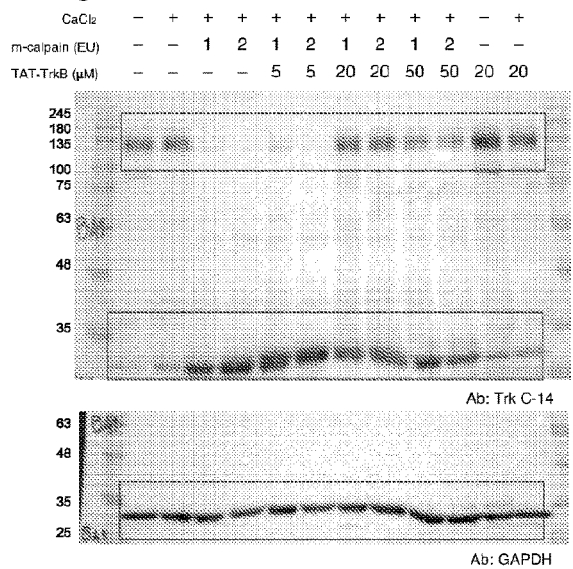 CaCl₂ − + + + + + + + + + − +
m-calpain (EU) − − 1 2 1 2 1 2 1 2 − −
TAT-TrkB (µM) − − − − 5 5 20 20 50 50 20 20
245
180
135
100
75
63
48
35
Ab: Trk C-14
63
48
35
25
Ab: GAPDH